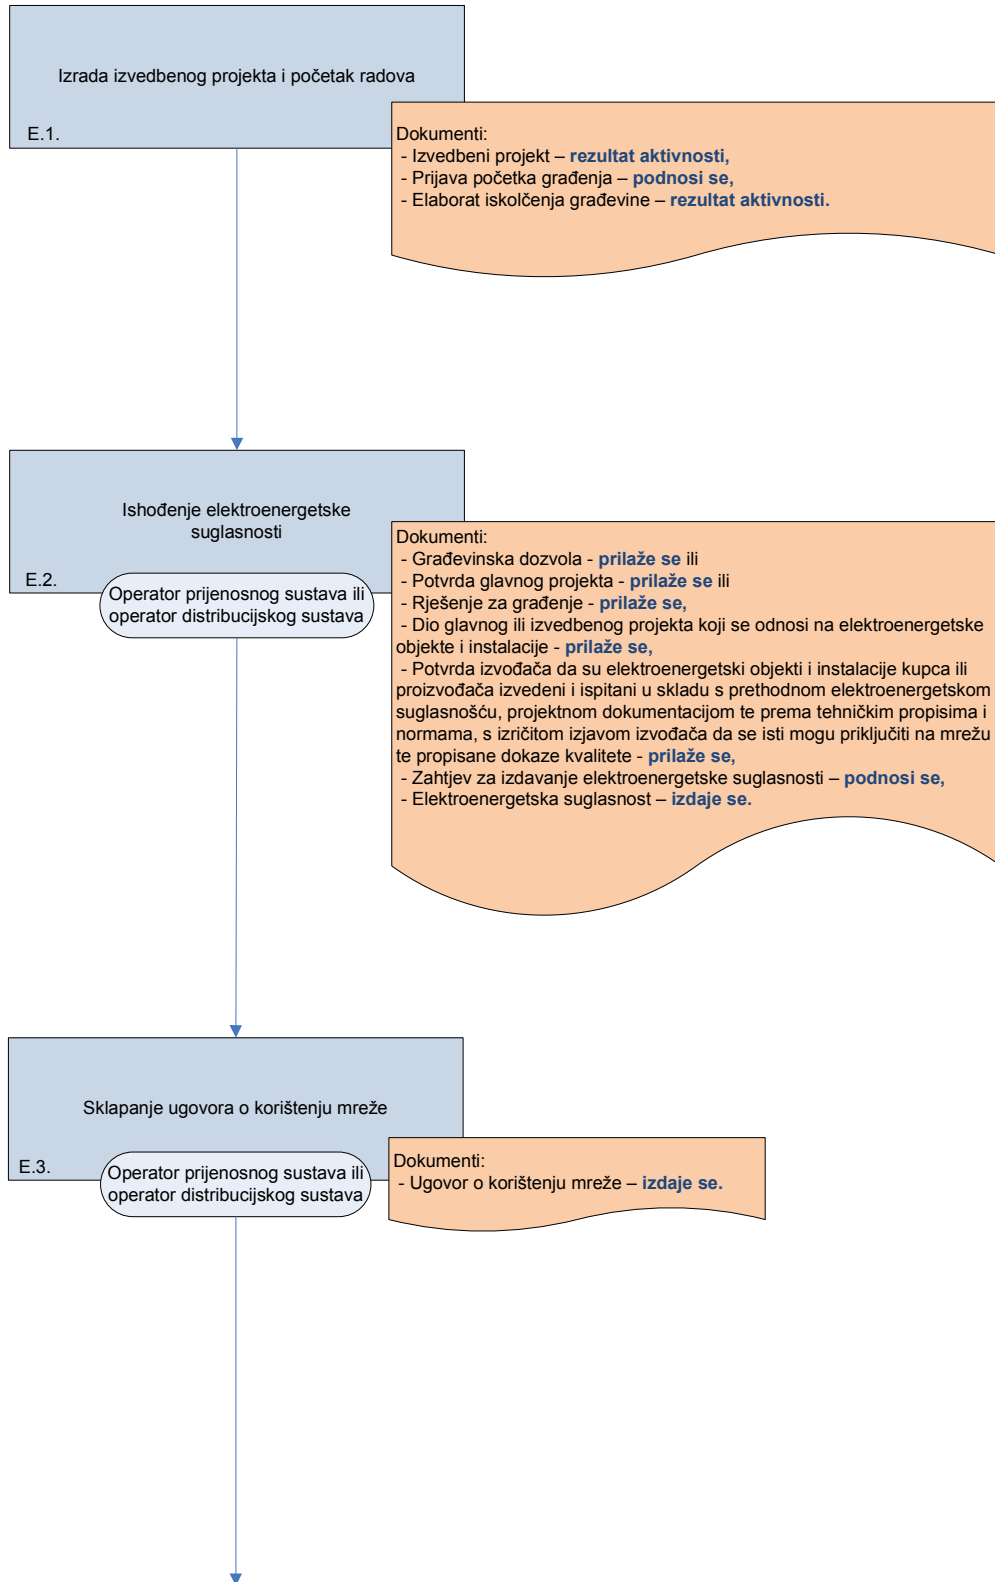 Izrada izvedbenog projekta i početak radova
E.1.
Dokumenti:
- Izvedbeni projekt – rezultat aktivnosti,
- Prijava početka građenja – podnosi se,
- Elaborat iskolčenja građevine – rezultat aktivnosti.
Ishođenje elektroenergetske
suglasnosti
E.2.
Operator prijenosnog sustava ili
operator distribucijskog sustava
Dokumenti:
- Građevinska dozvola - prilaže se ili
- Potvrda glavnog projekta - prilaže se ili
- Rješenje za građenje - prilaže se,
- Dio glavnog ili izvedbenog projekta koji se odnosi na elektroenergetske
objekte i instalacije - prilaže se,
- Potvrda izvođača da su elektroenergetski objekti i instalacije kupca ili
proizvođača izvedeni i ispitani u skladu s prethodnom elektroenergetskom
suglasnošću, projektnom dokumentacijom te prema tehničkim propisima i
normama, s izričitom izjavom izvođača da se isti mogu priključiti na mrežu
te propisane dokaze kvalitete - prilaže se,
- Zahtjev za izdavanje elektroenergetske suglasnosti – podnosi se,
- Elektroenergetska suglasnost – izdaje se.
Sklapanje ugovora o korištenju mreže
E.3.
Operator prijenosnog sustava ili
operator distribucijskog sustava
Dokumenti:
- Ugovor o korištenju mreže – izdaje se.